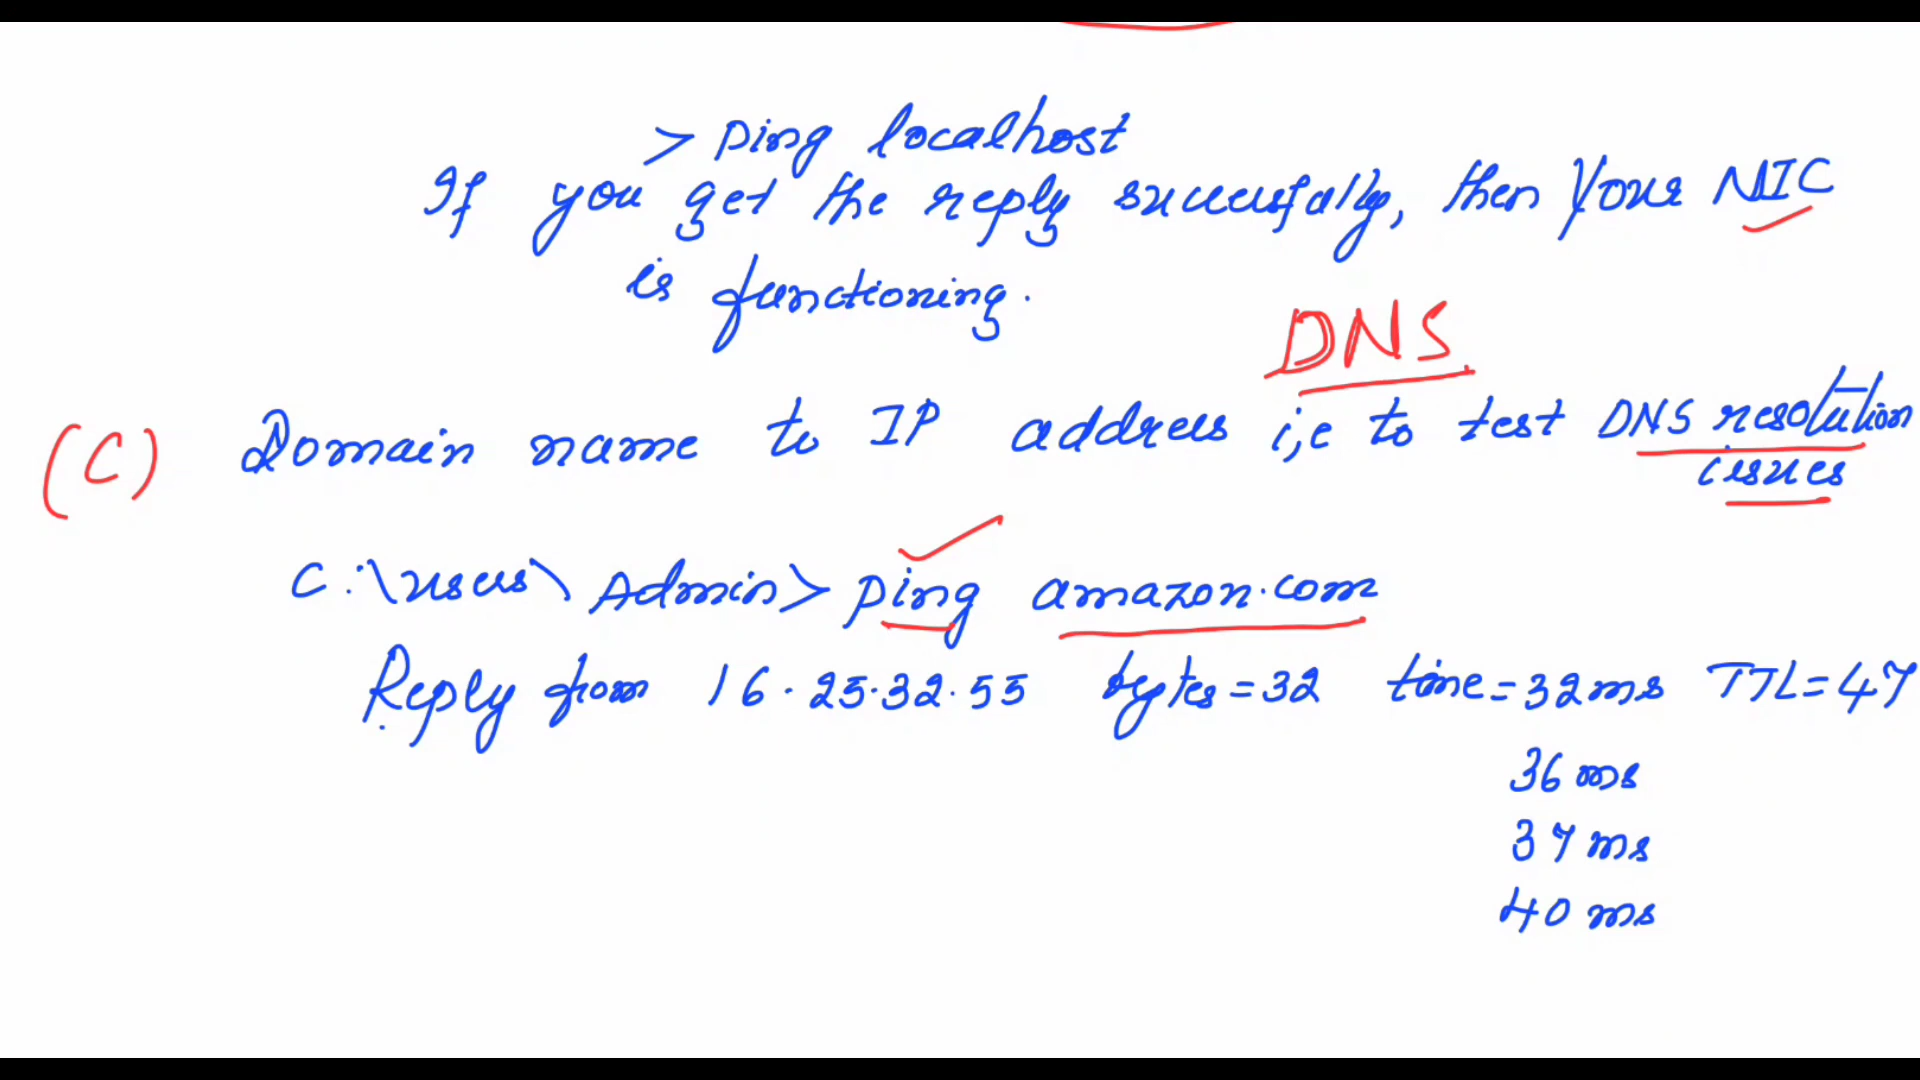 > ping localhost
If you get the reply successfully, then your NIC
is functioning.
DNS
(C) Domain name to IP address i,e to test DNS resolution
issues
C:\users\Admin> ping amazon.com
Reply from 16.25.32.55 bytes=32 time=32ms TTL=47
36 ms
37 ms
40 ms